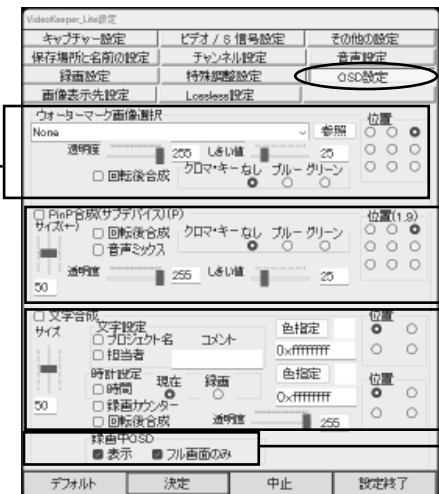 VideoKeeper_Lite設定
キャプチャー設定 ビデオ / S 信号設定 その他の設定
保存場所と名前の設定 チャンネル設定 音声設定
録画設定 特殊調整設定 OSD設定
画像表示先設定 Lossless設定
ウォーターマーク画像選択 位置
None 参照
透明度 255 しきい値 25
回転後合成 クロマ・キー なし ブルー グリーン
PinP合成(サブデバイス)(P) 位置(1.9)
サイズ(←) 回転後合成 クロマ・キー なし ブルー グリーン
音声ミックス
透明度 255 しきい値 25
50
文字合成 位置
サイズ 文字設定 色指定
プロジェクト名 コメント
担当者 0xffffffff
時計設定 現在 録画 色指定 位置
時間 0xffffffff
50 録画カウンター
回転後合成 透明度 255
録画中OSD
表示 フル画面のみ
デフォルト 決定 中止 設定終了